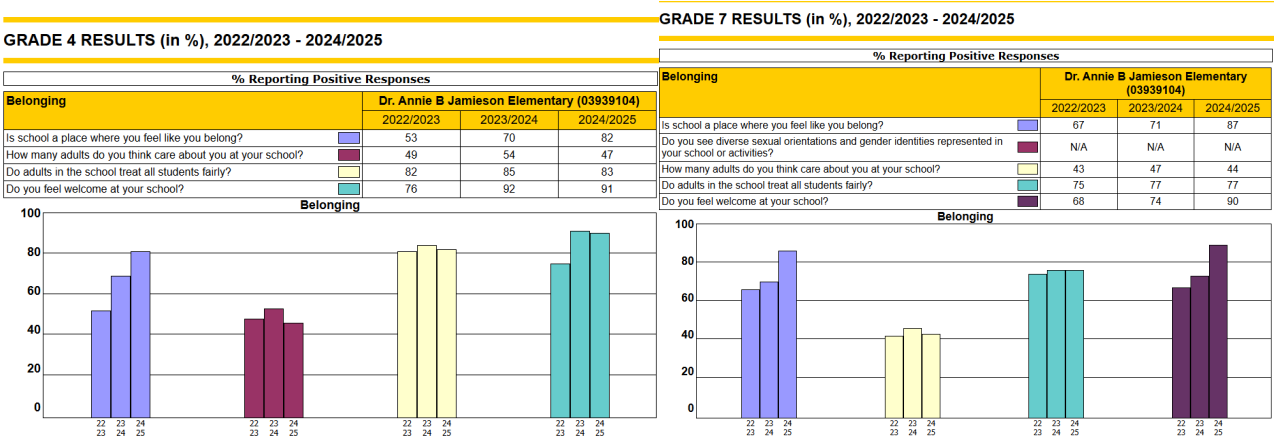 GRADE 4 RESULTS (in %), 2022/2023 - 2024/2025
% Reporting Positive Responses
Belonging
Dr. Annie B Jamieson Elementary (03939104)
2022/2023 2023/2024 2024/2025
Is school a place where you feel like you belong? 53 70 82
How many adults do you think care about you at your school? 49 54 47
Do adults in the school treat all students fairly? 82 85 83
Do you feel welcome at your school? 76 92 91
Belonging
100
80
60
40
20
0
22 23 24 22 23 24 22 23 24 22 23 24
23 24 25 23 24 25 23 24 25 23 24 25
GRADE 7 RESULTS (in %), 2022/2023 - 2024/2025
% Reporting Positive Responses
Belonging
Dr. Annie B Jamieson Elementary
(03939104)
2022/2023 2023/2024 2024/2025
Is school a place where you feel like you belong? 67 71 87
Do you see diverse sexual orientations and gender identities represented in
your school or activities? N/A N/A N/A
How many adults do you think care about you at your school? 43 47 44
Do adults in the school treat all students fairly? 75 77 77
Do you feel welcome at your school? 68 74 90
Belonging
100
80
60
40
20
0
22 23 24 22 23 24 22 23 24 22 23 24
23 24 25 23 24 25 23 24 25 23 24 25